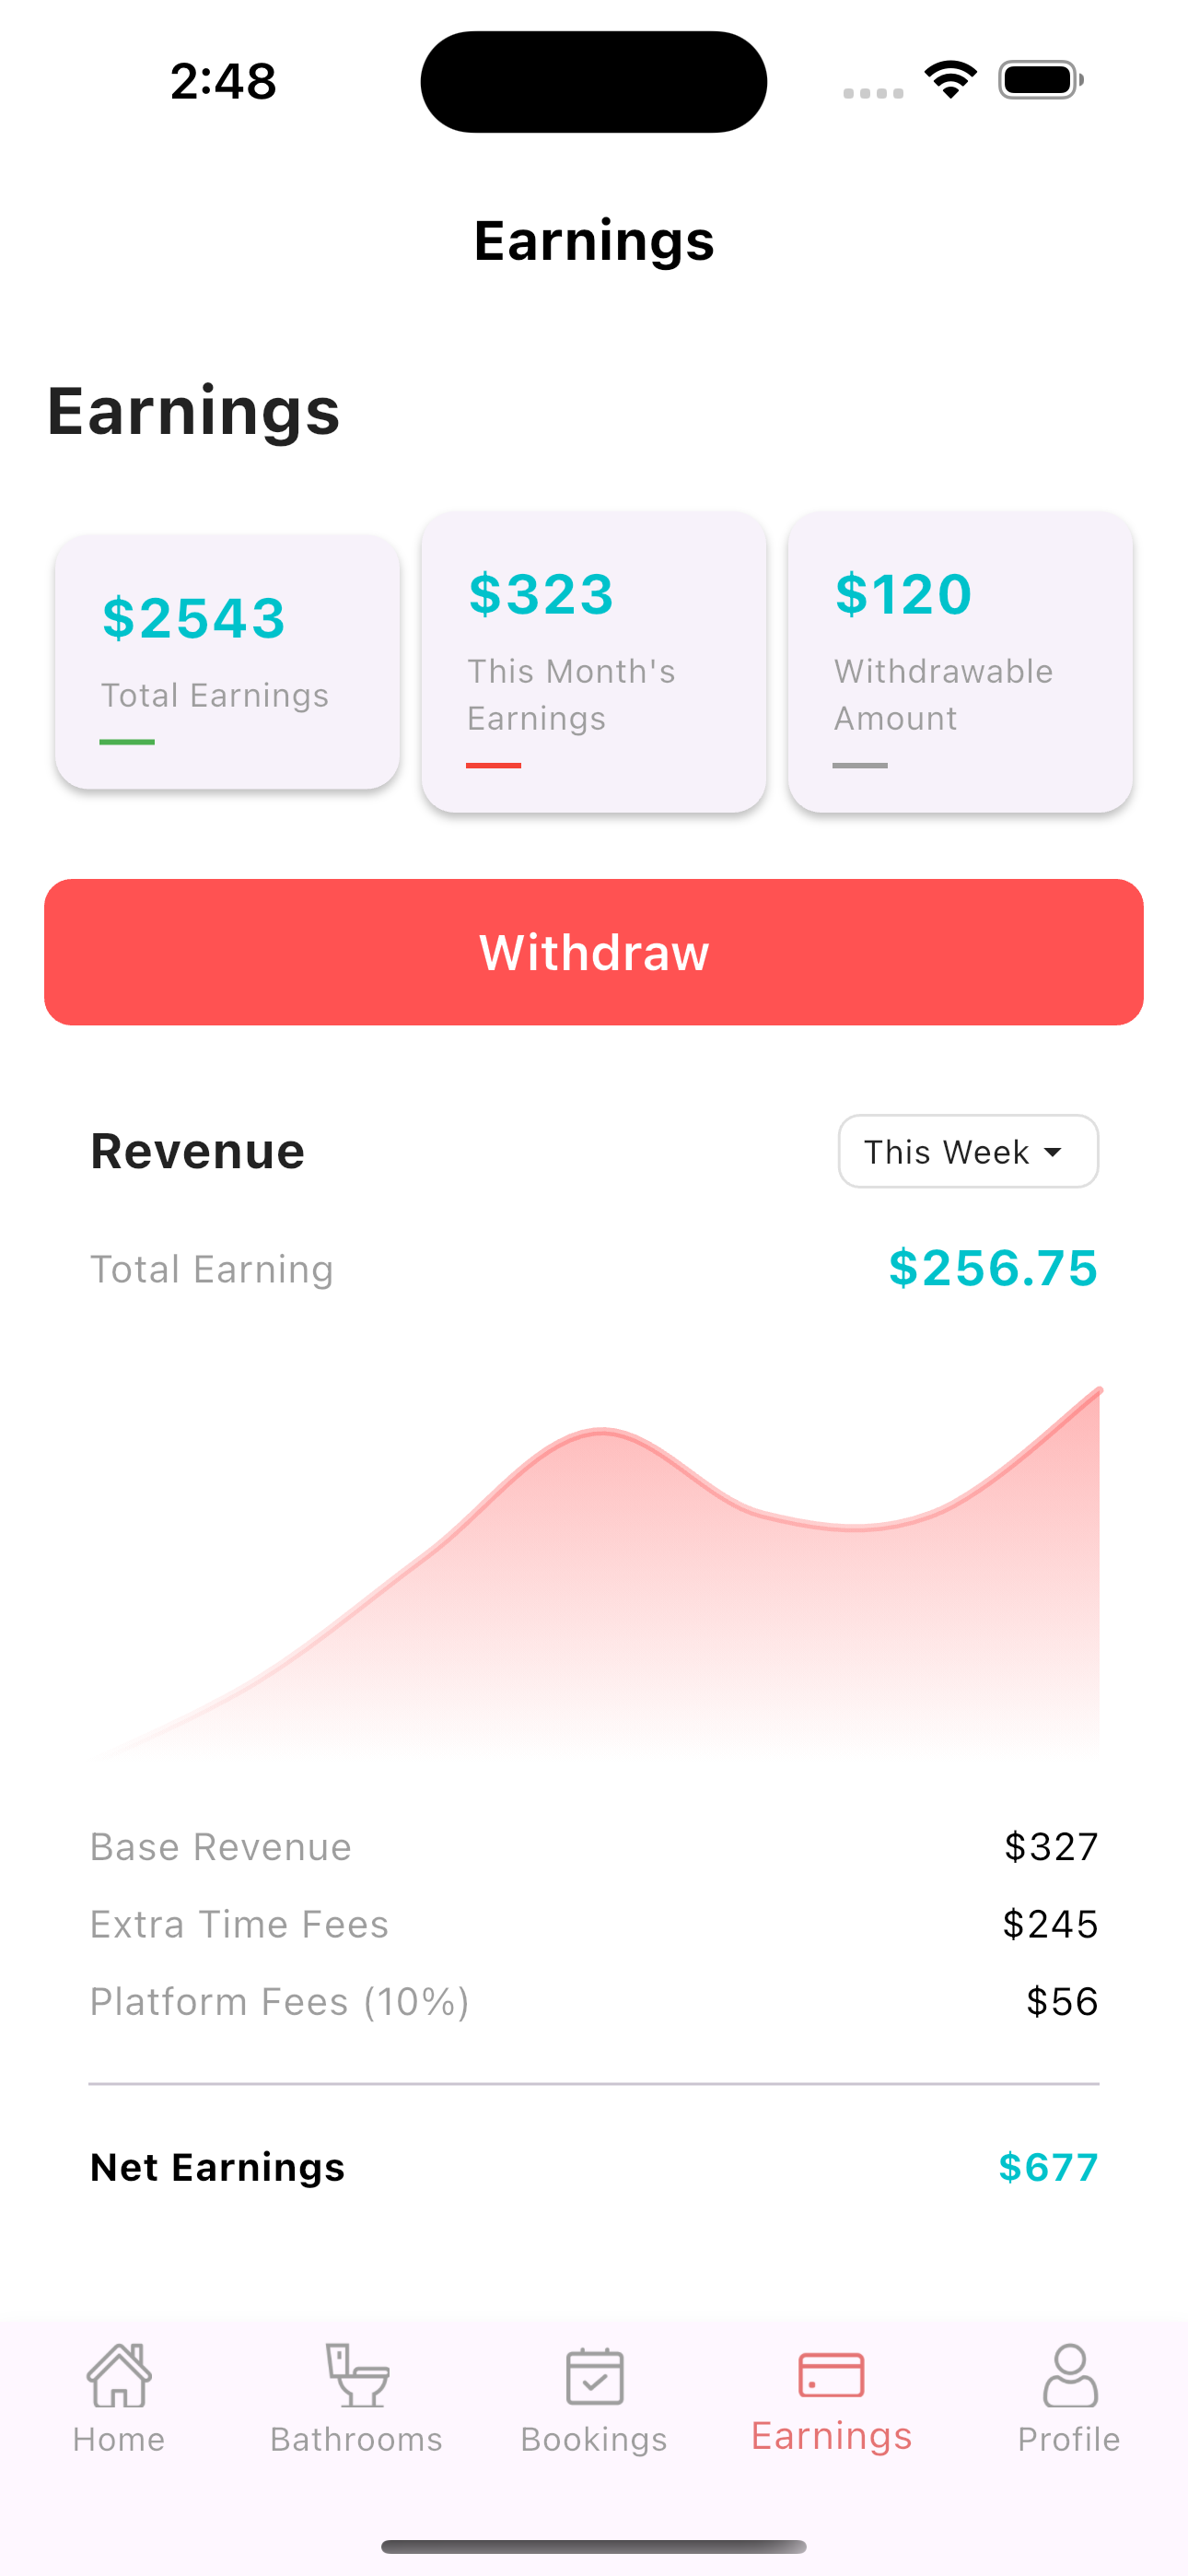 2:48
Earnings
Earnings
$2543
Total Earnings
$323
This Month's
Earnings
$120
Withdrawable
Amount
Withdraw
Revenue
This Week
Total Earning
$256.75
Base Revenue
$327
Extra Time Fees
$245
Platform Fees (10%)
$56
Net Earnings
$677
Home
Bathrooms
Bookings
Earnings
Profile